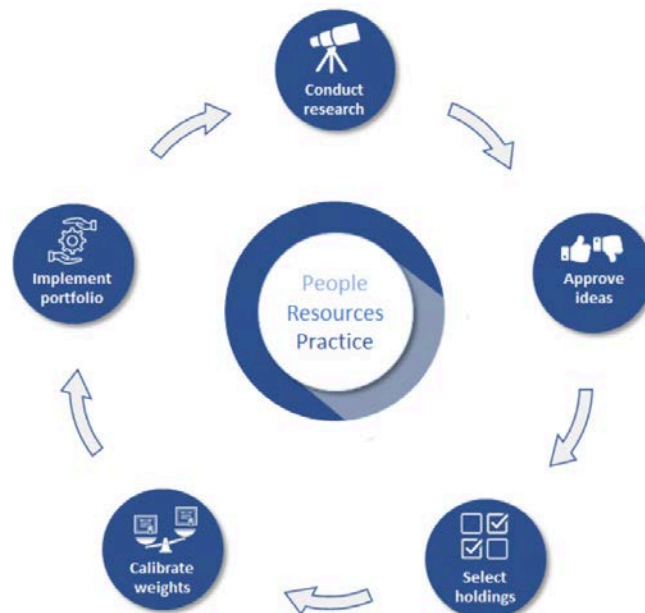 Conduct
research
Approve
ideas
Select
holdings
Calibrate
weights
Implement
portfolio
People
Resources
Practice